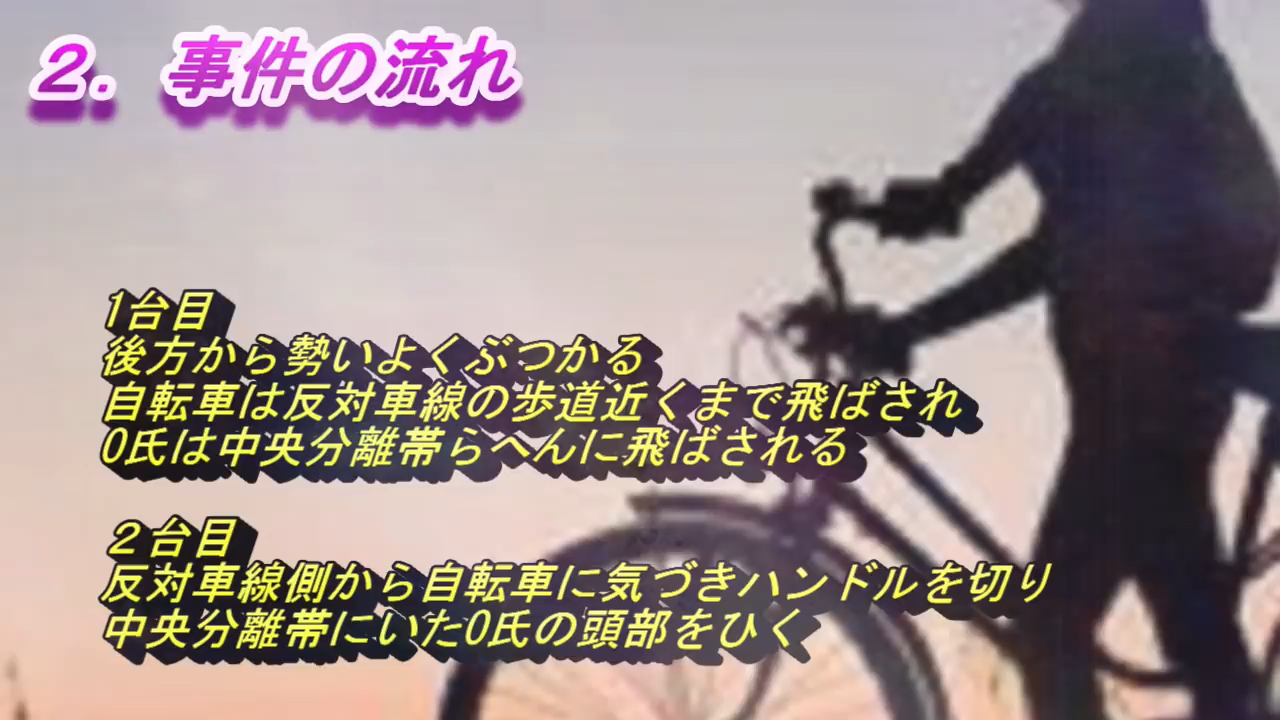 ２．事件の流れ
1台目
後方から勢いよくぶつかる
自転車は反対車線の歩道近くまで飛ばされ
O氏は中央分離帯らへんに飛ばされる
２台目
反対車線側から自転車に気づきハンドルを切り
中央分離帯にいたO氏の頭部をひく